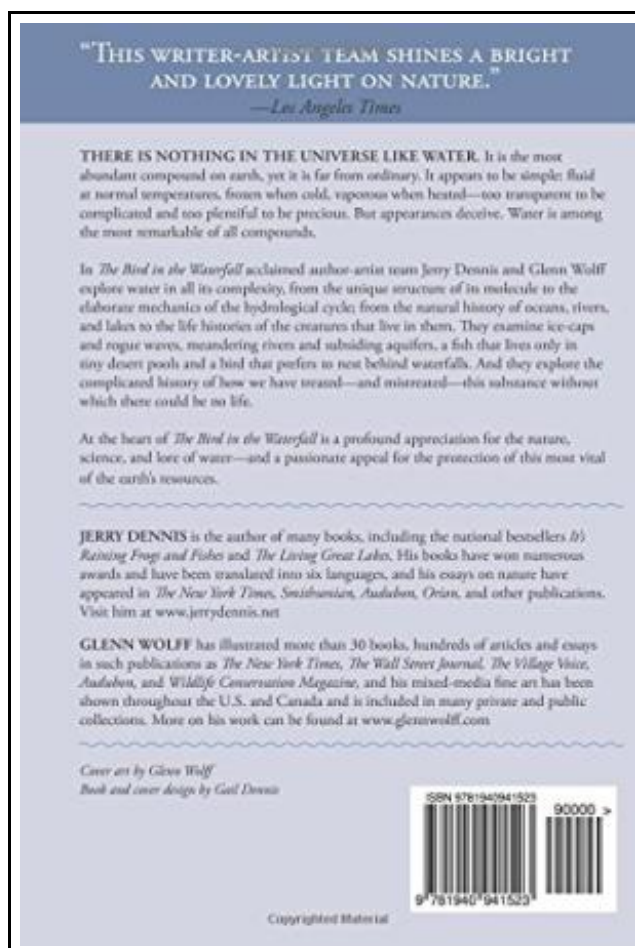 “THIS WRITER-ARTIST TEAM SHINES A BRIGHT
AND LOVELY LIGHT ON NATURE.”
—Los Angeles Times
THERE IS NOTHING IN THE UNIVERSE LIKE WATER. It is the most
abundant compound on earth, yet it is far from ordinary. It appears to be simple: fluid
at normal temperatures, frozen when cold, vaporous when heated—too transparent to be
complicated and too plentiful to be precious. But appearances deceive. Water is among
the most remarkable of all compounds.
In The Bird in the Waterfall acclaimed author-artist team Jerry Dennis and Glenn Wolff
explore water in all its complexity, from the unique structure of its molecule to the
elaborate mechanics of the hydrological cycle; from the natural history of oceans, rivers,
and lakes to the life histories of the creatures that live in them. They examine ice-caps
and rogue waves, meandering rivers and subsiding aquifers, a fish that lives only in
tiny desert pools and a bird that prefers to nest behind waterfalls. And they explore the
complicated history of how we have treated—and mistreated—this substance without
which there could be no life.
At the heart of The Bird in the Waterfall is a profound appreciation for the nature,
science, and lore of water—and a passionate appeal for the protection of this most vital
of the earth’s resources.
JERRY DENNIS is the author of many books, including the national bestsellers It’s
Raining Frogs and Fishes and The Living Great Lakes. His books have won numerous
awards and have been translated into six languages, and his essays on nature have
appeared in The New York Times, Smithsonian, Audubon, Orion, and other publications.
Visit him at www.jerrydennis.net
GLENN WOLFF has illustrated more than 30 books, hundreds of articles and essays
in such publications as The New York Times, The Wall Street Journal, The Village Voice,
Audubon, and Wildlife Conservation Magazine, and his mixed-media fine art has been
shown throughout the U.S. and Canada and is included in many private and public
collections. More on his work can be found at www.glennwolff.com
Cover art by Glenn Wolff
Book and cover design by Gail Dennis
ISBN 9781940941523
90000 >
9 781940 941523
Copyrighted Material